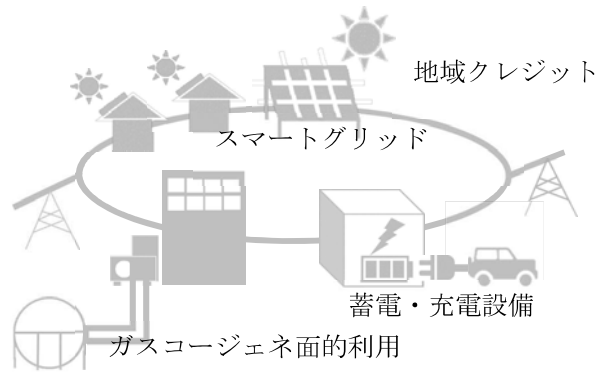 地域クレジット
スマートグリッド
蓄電・充電設備
ガスコージェネ面的利用